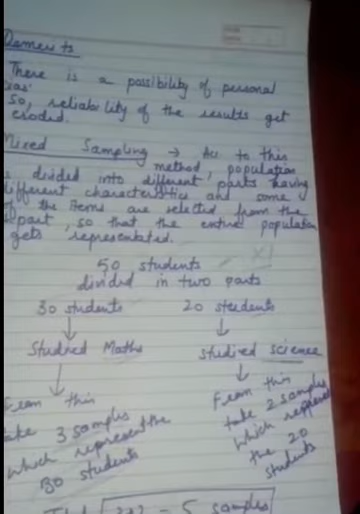 Demerits
There is a possibility of personal
bias.
So, reliability of the results get
eroded.
Mixed Sampling → Acc to this
method, population
is divided into different parts having
different characteristics and some
of the items are selected from the
part, so that the entire population
gets represented.
50 students
divided in two parts
30 students 20 students
↓ ↓
Studied Maths studied science
↓ ↓
From this
take 3 samples
which represent the
30 students
From this
take 2 samples
which represent
the 20
students
= 5 samples